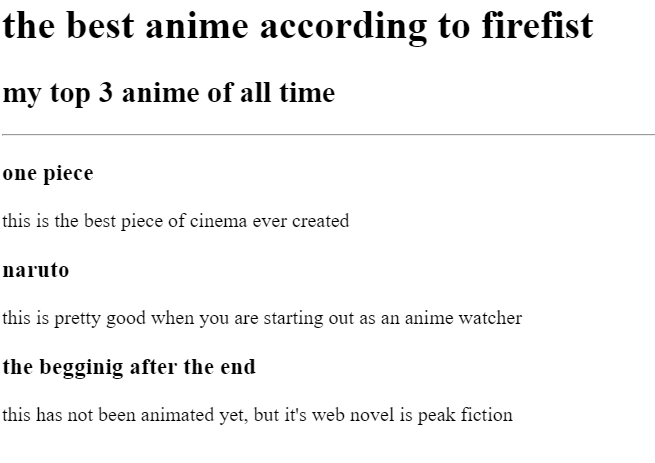 the best anime according to firefist
my top 3 anime of all time
one piece
this is the best piece of cinema ever created
naruto
this is pretty good when you are starting out as an anime watcher
the begginig after the end
this has not been animated yet, but it's web novel is peak fiction